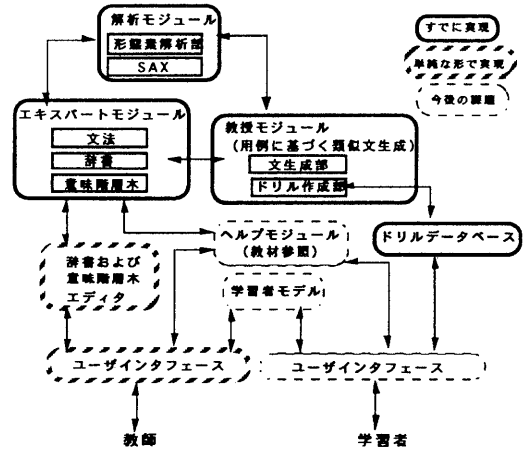 解析モジュール
形態素解析部
SAX
すでに実現
単純な形で実現
今後の課題
エキスパートモジュール
文法
辞書
意味階層木
教授モジュール
(用例に基づく類似文生成)
文生成部
ドリル作成部
ヘルプモジュール
(教材参照)
ドリルデータベース
辞書および
意味階層木
エディタ
学習者モデル
ユーザインタフェース
ユーザインタフェース
教師
学習者